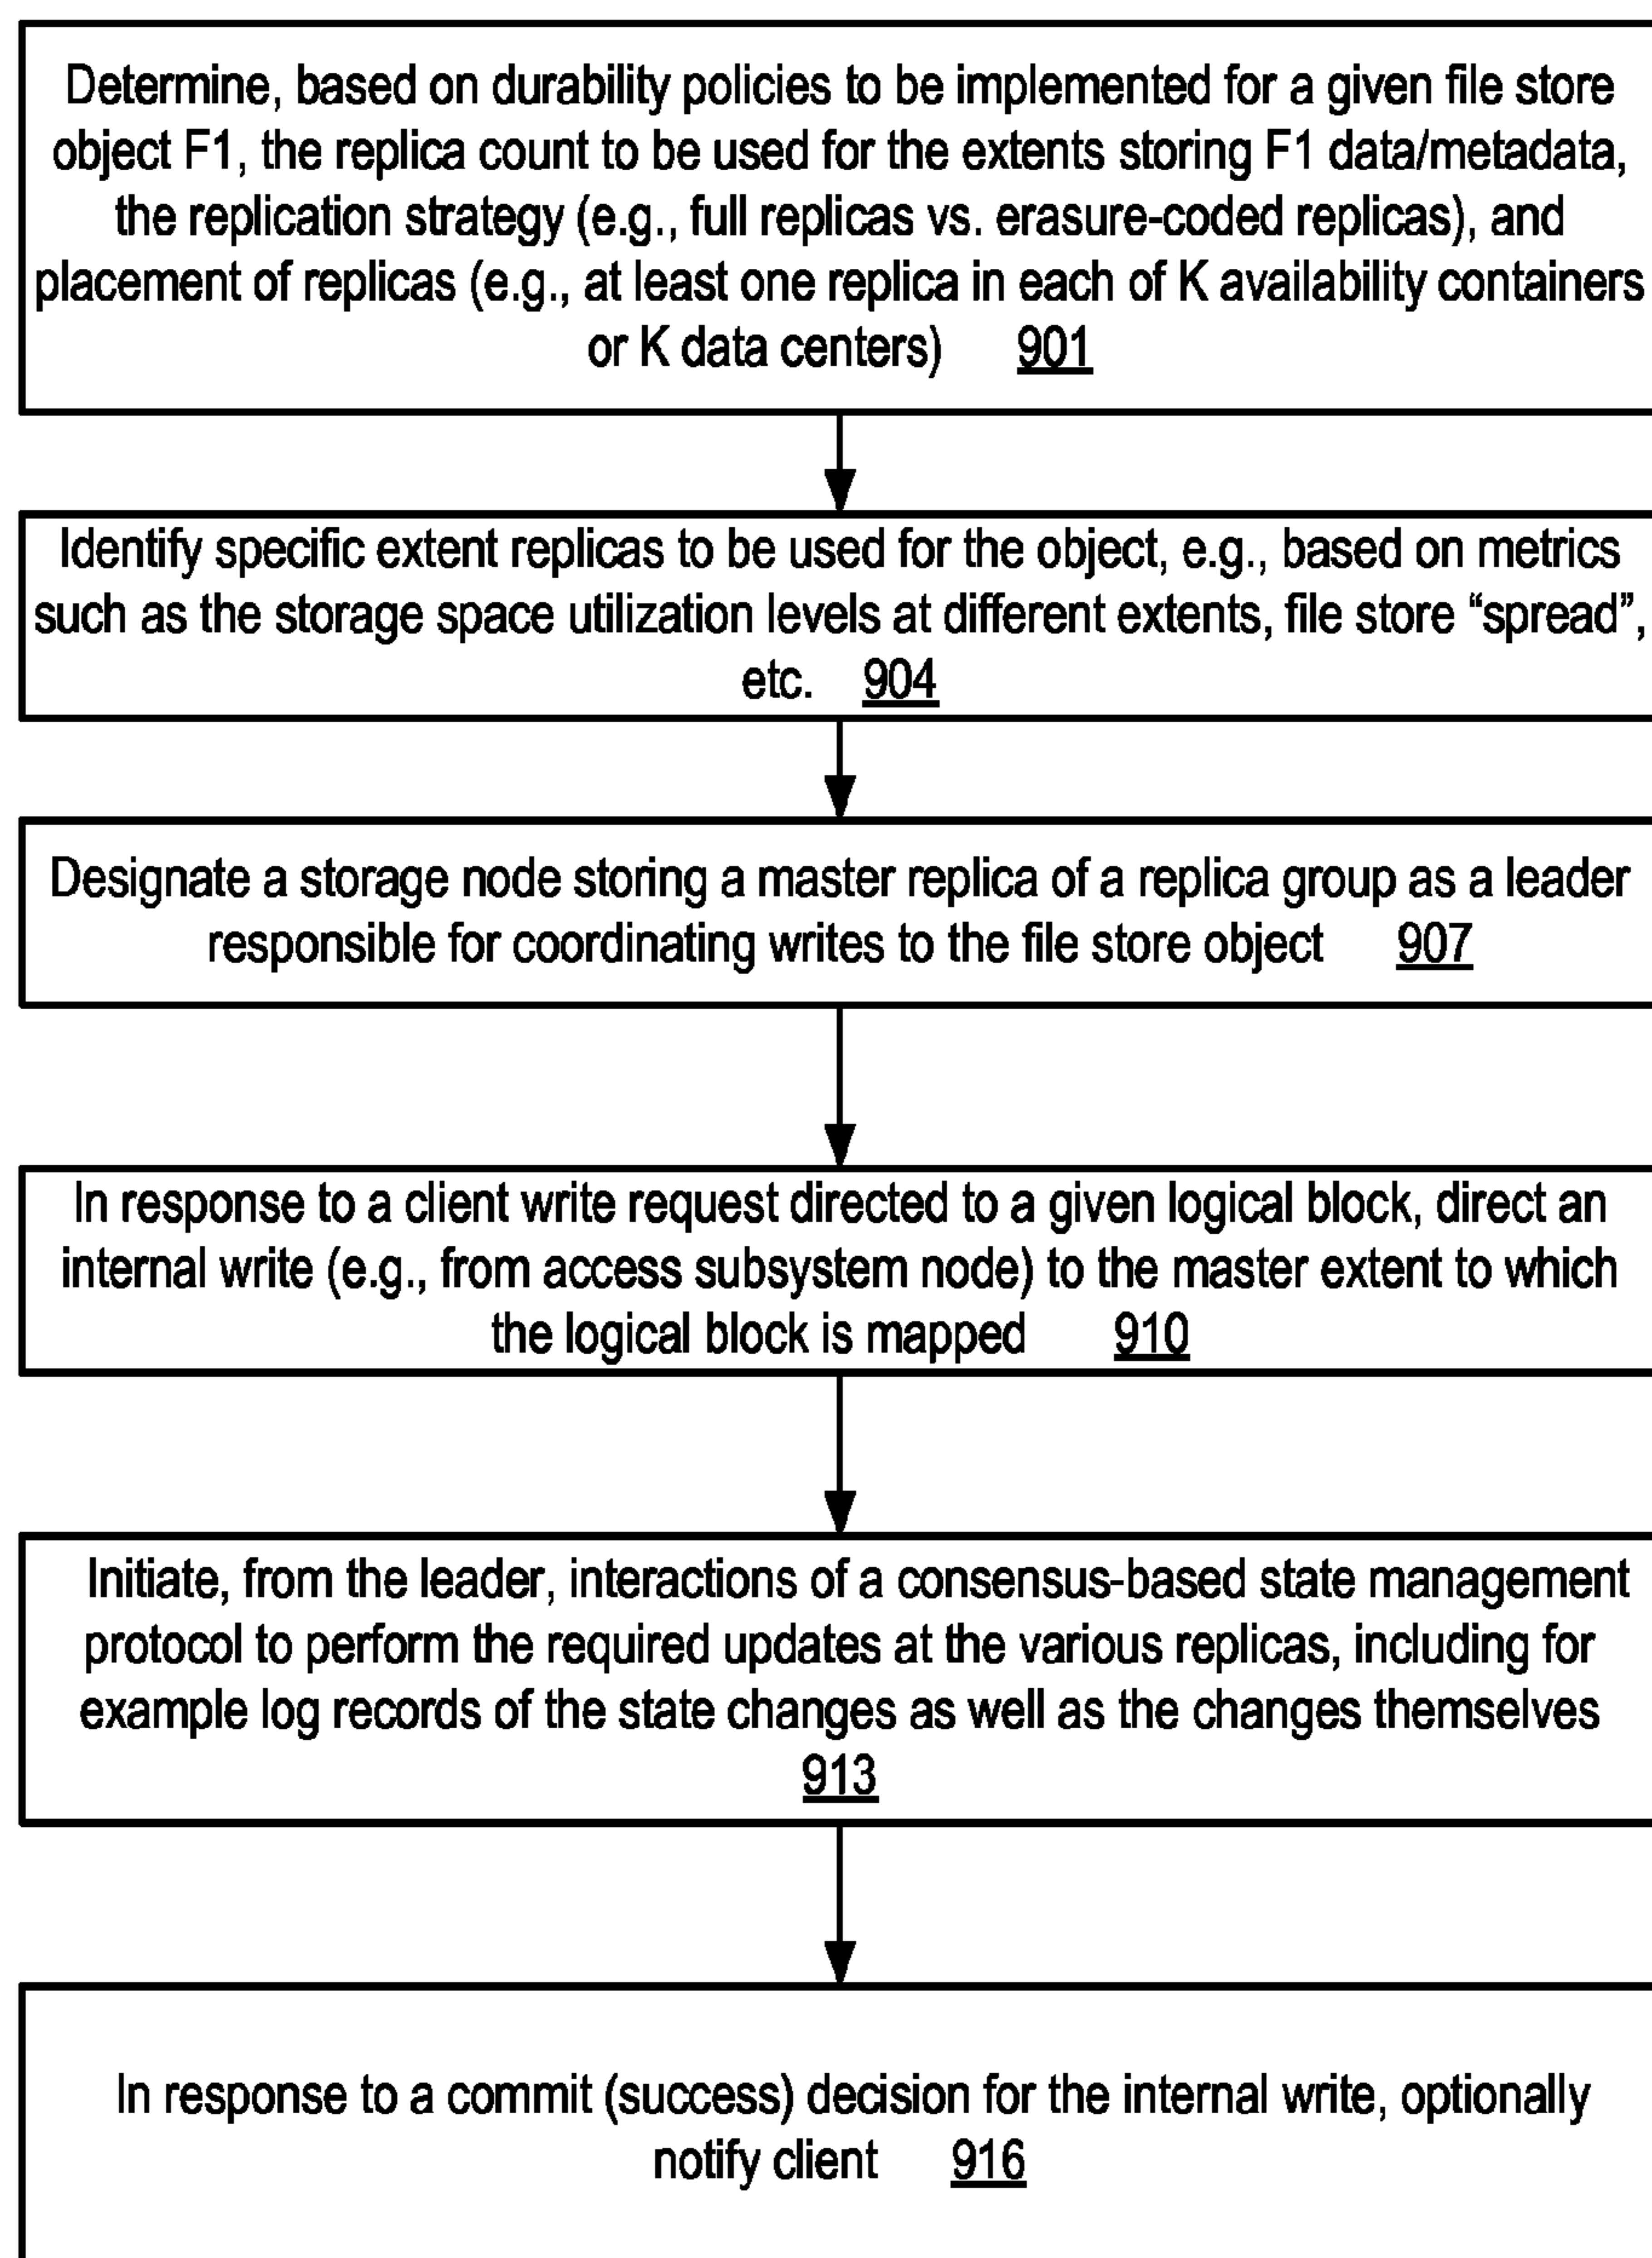 Determine, based on durability policies to be implemented for a given file store
object F1, the replica count to be used for the extents storing F1 data/metadata,
the replication strategy (e.g., full replicas vs. erasure-coded replicas), and
placement of replicas (e.g., at least one replica in each of K availability containers
or K data centers) 901
Identify specific extent replicas to be used for the object, e.g., based on metrics
such as the storage space utilization levels at different extents, file store “spread”,
etc. 904
Designate a storage node storing a master replica of a replica group as a leader
responsible for coordinating writes to the file store object 907
In response to a client write request directed to a given logical block, direct an
internal write (e.g., from access subsystem node) to the master extent to which
the logical block is mapped 910
Initiate, from the leader, interactions of a consensus-based state management
protocol to perform the required updates at the various replicas, including for
example log records of the state changes as well as the changes themselves
913
In response to a commit (success) decision for the internal write, optionally
notify client 916